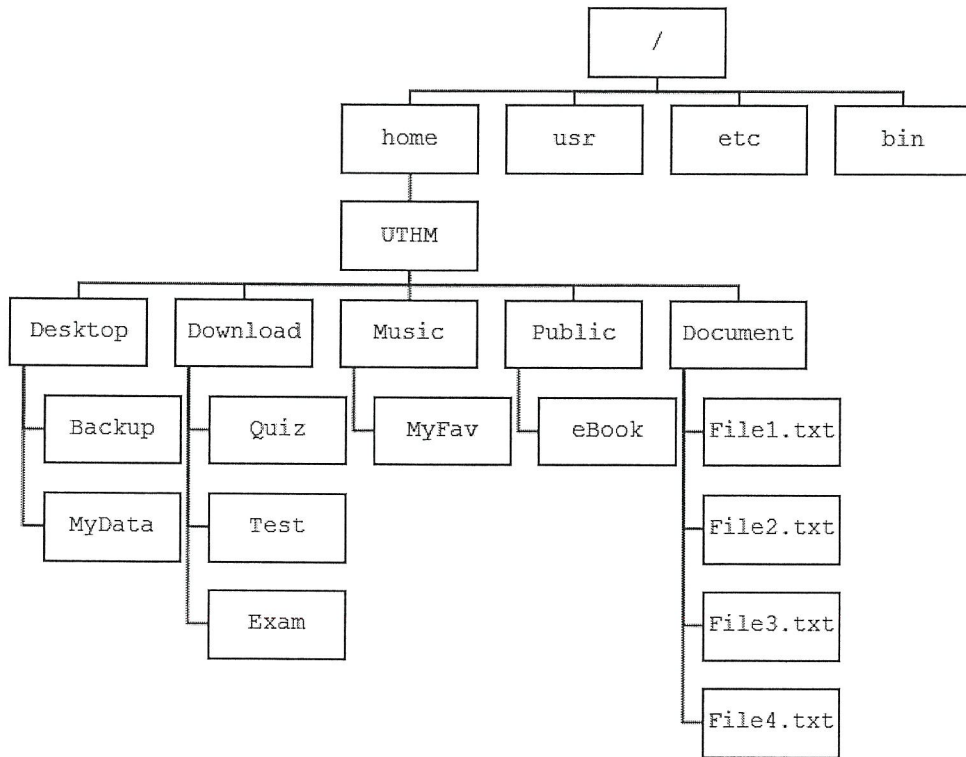 /
home usr etc bin
UTHM
Desktop Download Music Public Document
Backup Quiz MyFav eBook File1.txt
MyData Test File2.txt
Exam File3.txt
File4.txt